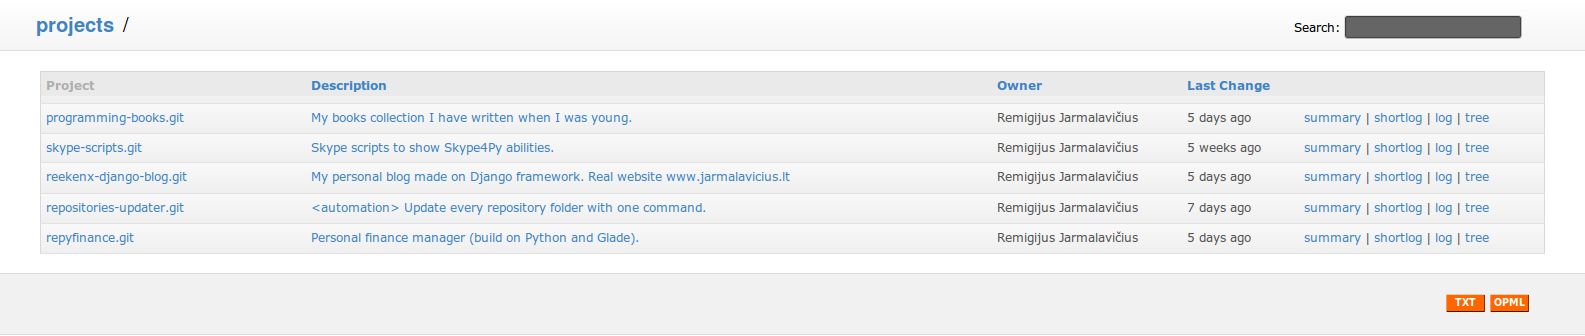 projects /
Search:
Project Description Owner Last Change
programming-books.git My books collection I have written when I was young. Remigijus Jarmalavičius 5 days ago summary | shortlog | log | tree
skype-scripts.git Skype scripts to show Skype4Py abilities. Remigijus Jarmalavičius 5 weeks ago summary | shortlog | log | tree
reekenx-django-blog.git My personal blog made on Django framework. Real website www.jarmalavicius.lt Remigijus Jarmalavičius 5 days ago summary | shortlog | log | tree
repositories-updater.git <automation> Update every repository folder with one command. Remigijus Jarmalavičius 7 days ago summary | shortlog | log | tree
repyfinance.git Personal finance manager (build on Python and Glade). Remigijus Jarmalavičius 5 days ago summary | shortlog | log | tree
TXT OPML